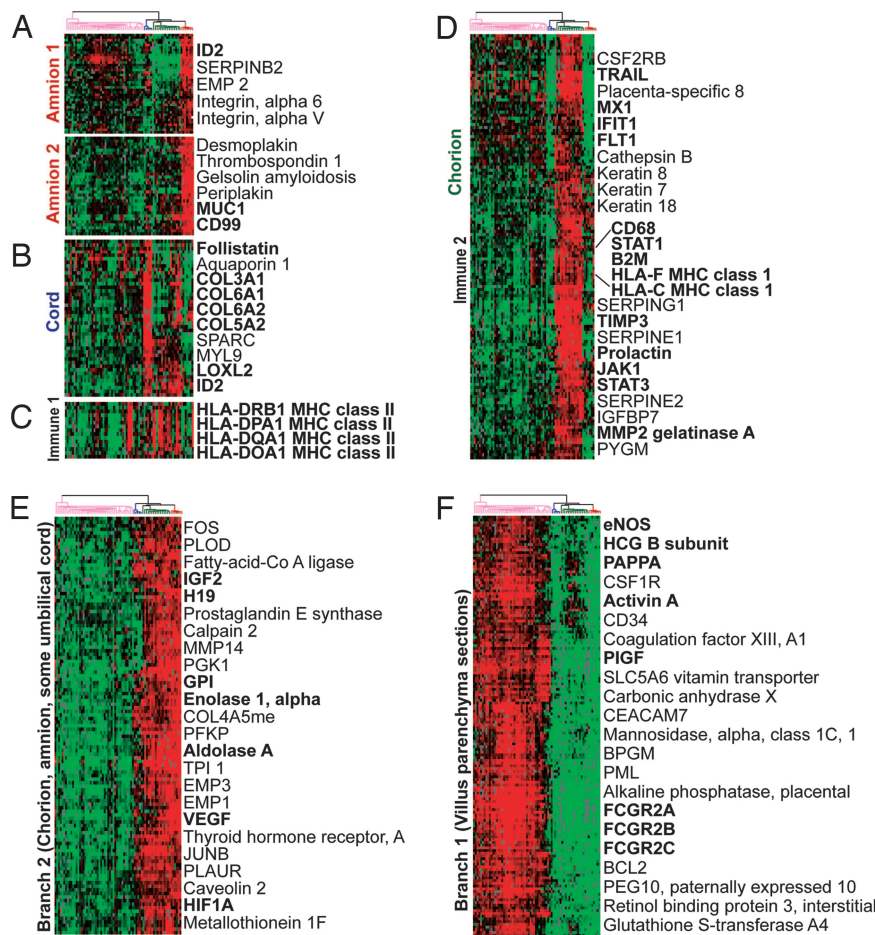 A
Amnion 1
ID2
SERPINB2
EMP 2
Integrin, alpha 6
Integrin, alpha V
Amnion 2
Desmoplakin
Thrombospondin 1
Gelsolin amyloidosis
Periplakin
MUC1
CD99
B
Cord
Follistatin
Aquaporin 1
COL3A1
COL6A1
COL6A2
COL5A2
SPARC
MYL9
LOXL2
ID2
C
Immune 1
HLA-DRB1 MHC class II
HLA-DPA1 MHC class II
HLA-DQA1 MHC class II
HLA-DOA1 MHC class II
D
Chorion
Immune 2
CSF2RB
TRAIL
Placenta-specific 8
MX1
IFIT1
FLT1
Cathepsin B
Keratin 8
Keratin 7
Keratin 18
CD68
STAT1
B2M
HLA-F MHC class 1
HLA-C MHC class 1
SERPING1
TIMP3
SERPINE1
Prolactin
JAK1
STAT3
SERPINE2
IGFBP7
MMP2 gelatinase A
PYGM
E
Branch 2 (Chorion, amnion, some umbilical cord)
FOS
PLOD
Fatty-acid-Co A ligase
IGF2
H19
Prostaglandin E synthase
Calpain 2
MMP14
PGK1
GPI
Enolase 1, alpha
COL4A5me
PFKP
Aldolase A
TPI 1
EMP3
EMP1
VEGF
Thyroid hormone receptor, A
JUNB
PLAUR
Caveolin 2
HIF1A
Metallothionein 1F
F
Branch 1 (Villus parenchyma sections)
eNOS
HCG B subunit
PAPPA
CSF1R
Activin A
CD34
Coagulation factor XIII, A1
PIGF
SLC5A6 vitamin transporter
Carbonic anhydrase X
CEACAM7
Mannosidase, alpha, class 1C, 1
BPGM
PML
Alkaline phosphatase, placental
FCGR2A
FCGR2B
FCGR2C
BCL2
PEG10, paternally expressed 10
Retinol binding protein 3, interstitial
Glutathione S-transferase A4